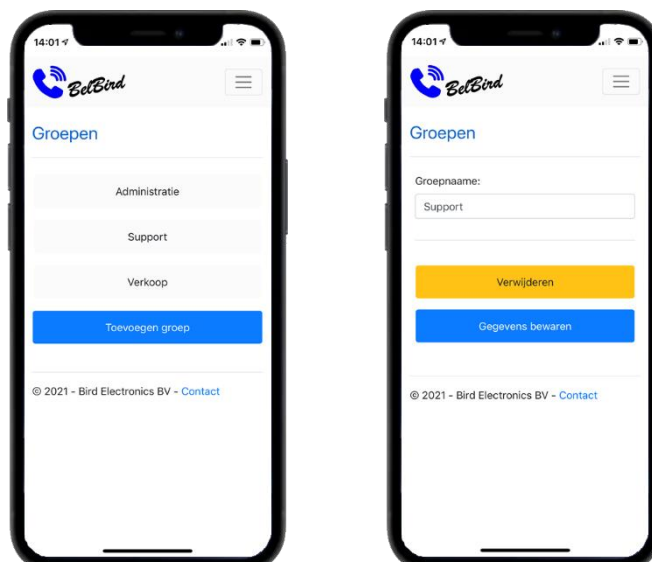 14:01
BelBird
Groepen
Administratie
Support
Verkoop
Toevoegen groep
© 2021 - Bird Electronics BV - Contact
14:01
BelBird
Groepen
Groepnaame:
Support
Verwijderen
Gegevens bewaren
© 2021 - Bird Electronics BV - Contact